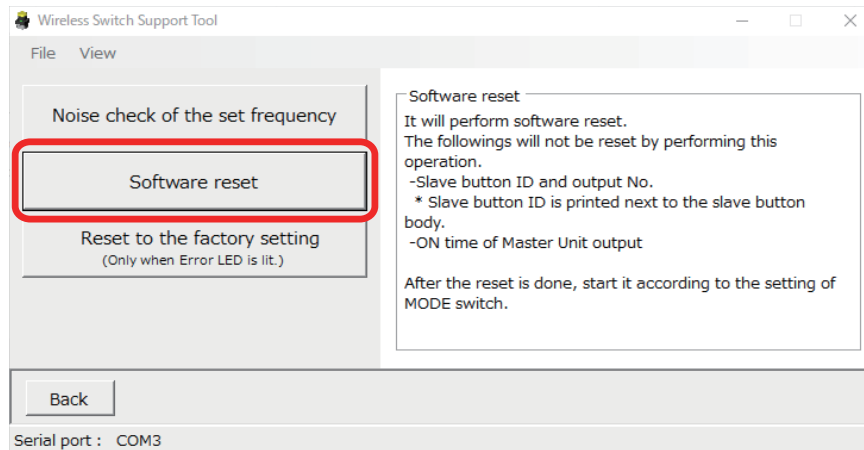 Wireless Switch Support Tool
File View
Noise check of the set frequency
Software reset
Reset to the factory setting
(Only when Error LED is lit.)
Software reset
It will perform software reset.
The followings will not be reset by performing this
operation.
-Slave button ID and output No.
* Slave button ID is printed next to the slave button
body.
-ON time of Master Unit output
After the reset is done, start it according to the setting of
MODE switch.
Back
Serial port : COM3